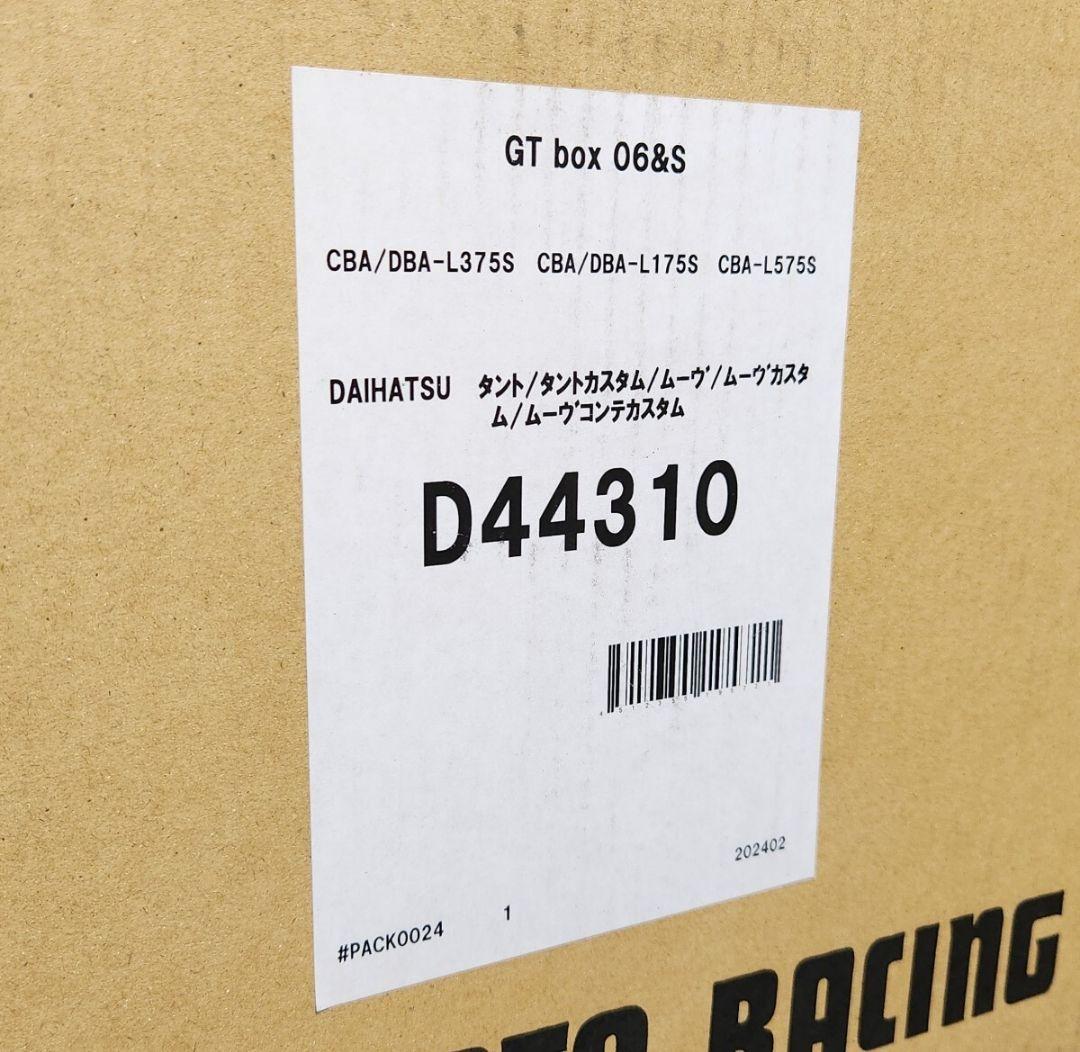 GT box 06&S
CBA/DBA-L375S CBA/DBA-L175S CBA-L575S
DAIHATSU タント/タントカスタム/ムーヴ/ムーヴカスタ
ム/ムーヴコンテカスタム
D44310
202402
#PACK0024 1
RACING